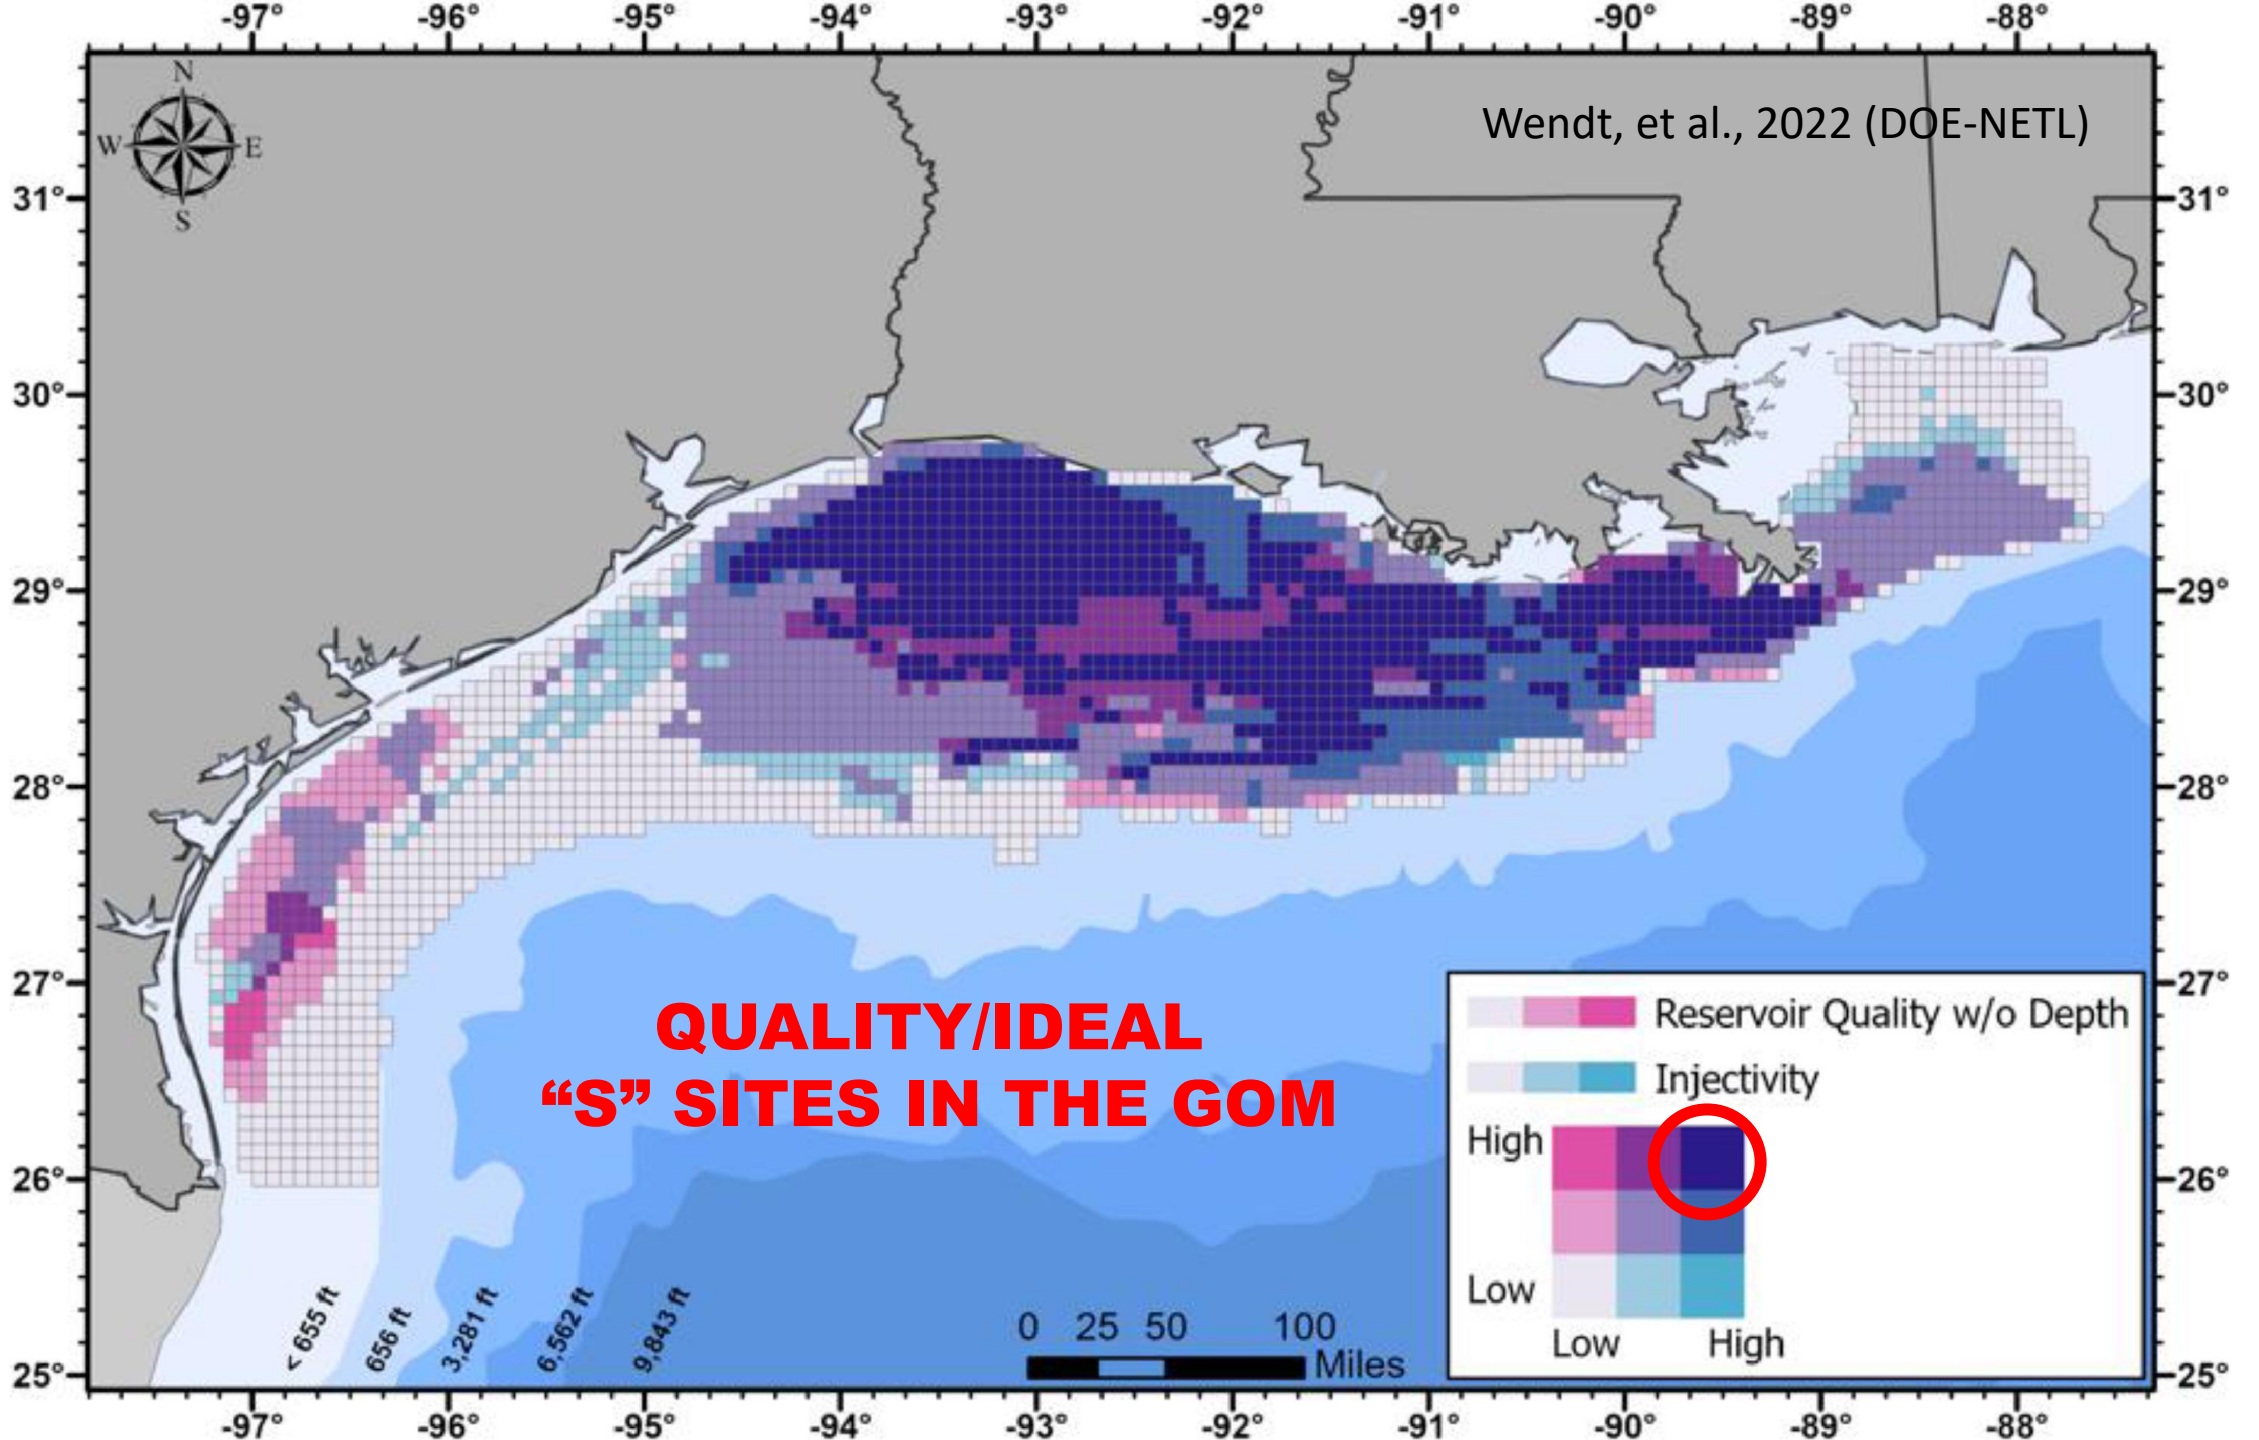 -97° -96° -95° -94° -93° -92° -91° -90° -89° -88°
N
W E
S
Wendt, et al., 2022 (DOE-NETL)
31° 31°
30° 30°
29° 29°
28° 28°
27° 27°
QUALITY/IDEAL
“S” SITES IN THE GOM
Reservoir Quality w/o Depth
Injectivity
High
Low
Low High
26° 26°
< 655 ft
656 ft
3,281 ft
6,562 ft
9,843 ft
0 25 50 100
Miles
25° 25°
-97° -96° -95° -94° -93° -92° -91° -90° -89° -88°